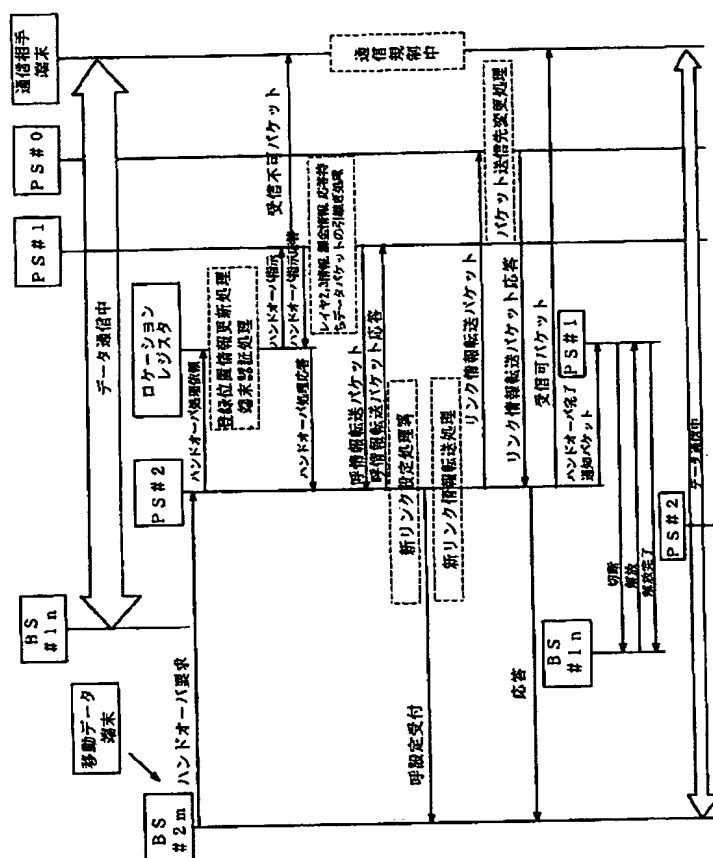 移動データ
端末
BS
#2m
BS
#1n
PS#2
ロケーション
レジスタ
PS#1
PS#0
通信相手
端末
データ通信中
ハンドオーバ要求
ハンドオーバ処理依頼
登録位置情報更新処理
端末認証処理
ハンドオーバ指示
ハンドオーバ指示応答
ハンドオーバ処理応答
受信不可パケット
レイヤ2,3情報、課金情報、応答待
ちデータパケットの引継ぎ処理
通信規制中
呼情報転送パケット
呼情報転送パケット応答
新リンク設定処理
呼設定受付
新リンク情報転送処理
リンク情報転送パケット
パケット送信先変更処理
リンク情報転送パケット応答
応答
受信可パケット
ハンドオーバ完了
通知パケット
PS#1
BS
#1n
切断
解放
解放完了
PS#2
データ通信中